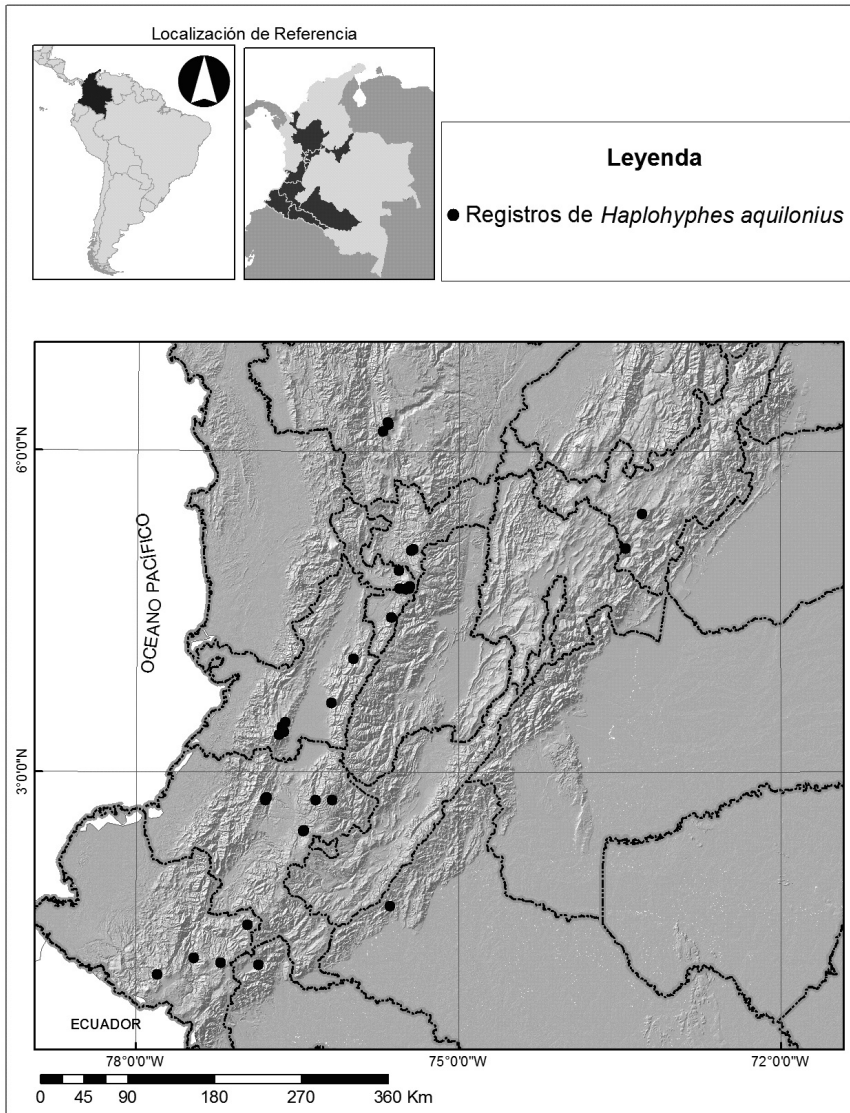 Localización de Referencia
Leyenda
Registros de Haplohyphes aquilonius
6°0'0"N
OCEANO PACÍFICO
3°0'0"N
ECUADOR
78°0'0"W
75°0'0"W
72°0'0"W
0 45 90 180 270 360 Km